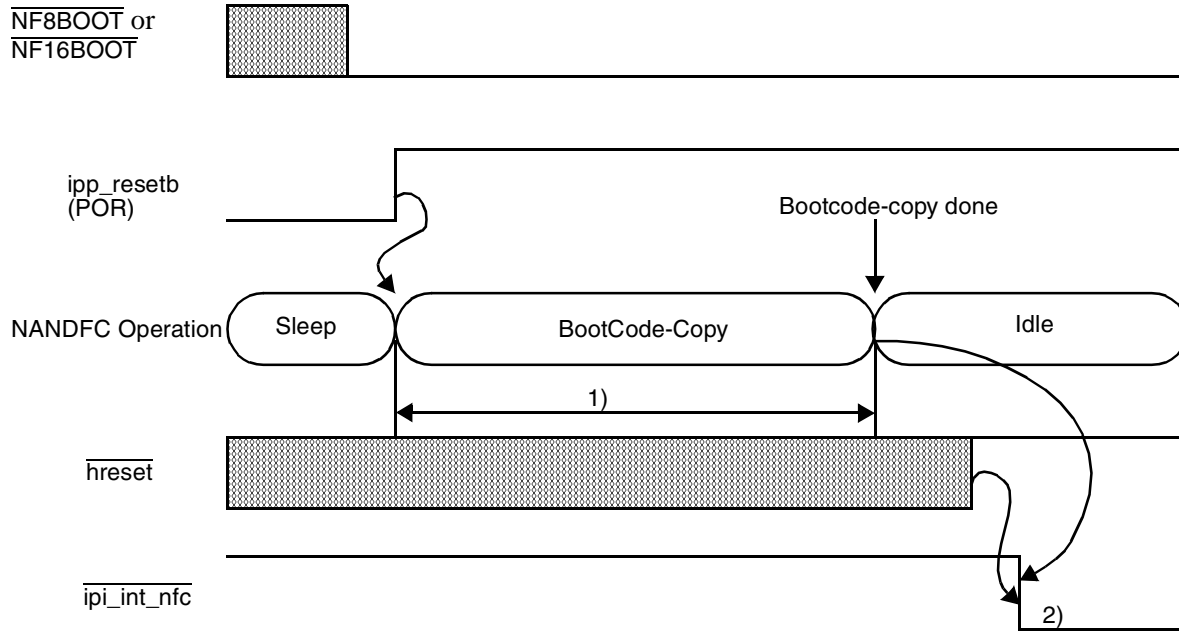 NF8BOOT or
NF16BOOT
ipp_resetb
(POR)
Bootcode-copy done
NANDFC Operation
Sleep
BootCode-Copy
Idle
1)
hreset
ipi_int_nfc
2)